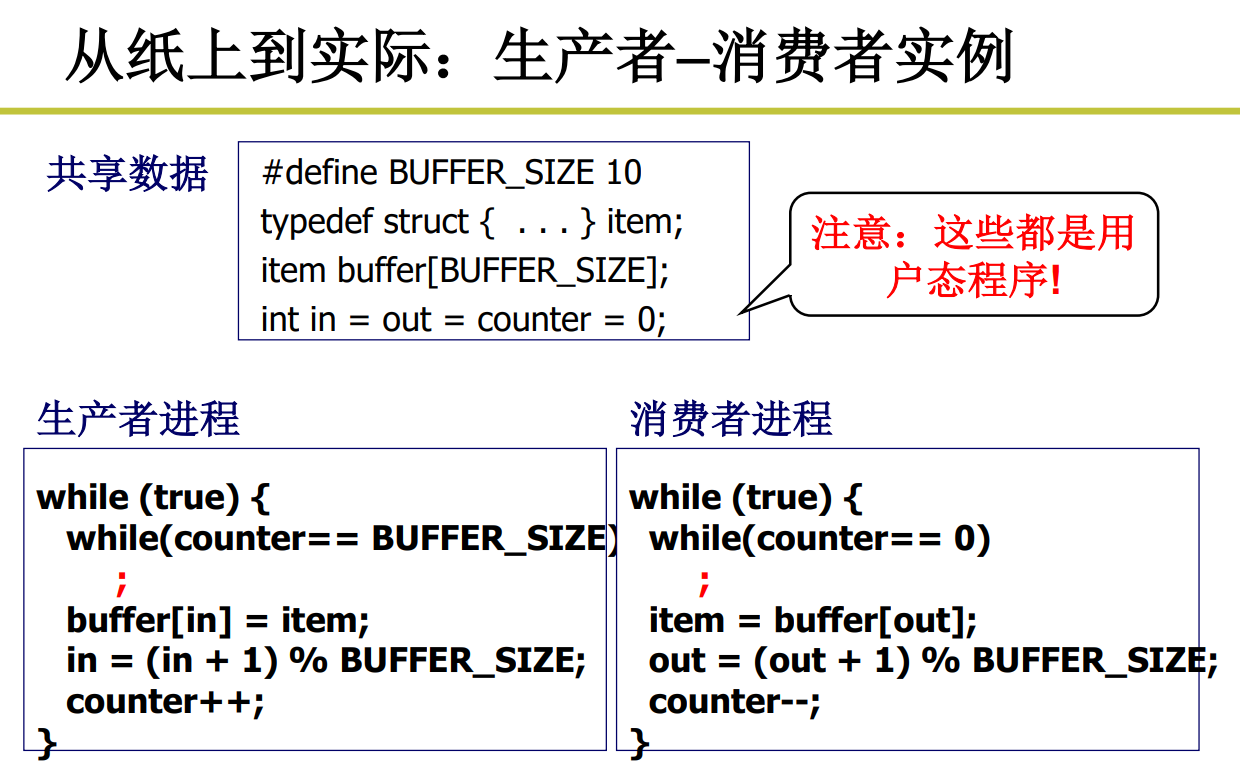 从纸上到实际：生产者–消费者实例
共享数据
#define BUFFER_SIZE 10
typedef struct { . . . } item;
item buffer[BUFFER_SIZE];
int in = out = counter = 0;
注意：这些都是用
户态程序!
生产者进程
while (true) {
while(counter== BUFFER_SIZE)
;
buffer[in] = item;
in = (in + 1) % BUFFER_SIZE;
counter++;
}
消费者进程
while (true) {
while(counter== 0)
;
item = buffer[out];
out = (out + 1) % BUFFER_SIZE;
counter--;
}